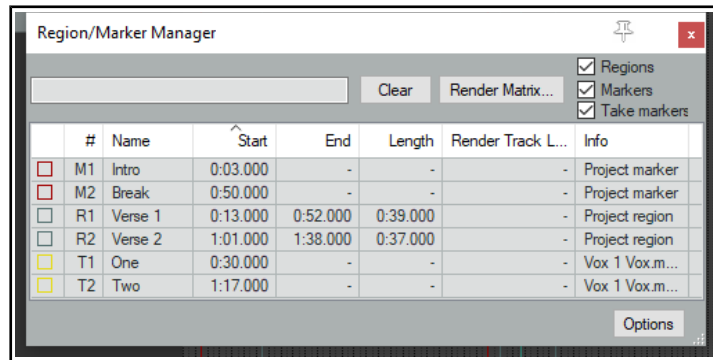 Region/Marker Manager
x
Clear Render Matrix... Regions
Markers
Take markers
# Name Start End Length Render Track L... Info
M1 Intro 0:03.000 - - - Project marker
M2 Break 0:50.000 - - - Project marker
R1 Verse 1 0:13.000 0:52.000 0:39.000 - Project region
R2 Verse 2 1:01.000 1:38.000 0:37.000 - Project region
T1 One 0:30.000 - - - Vox 1 Vox.m...
T2 Two 1:17.000 - - - Vox 1 Vox.m...
Options